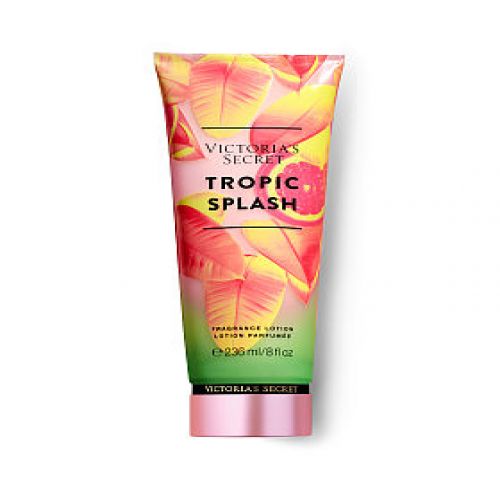 VICTORIA'S
SECRET
TROPIC
SPLASH
FRAGRANCE LOTION
LOTION PARFUMÉE
℮ 236 ml/8 fl oz
VICTORIA'S SECRET